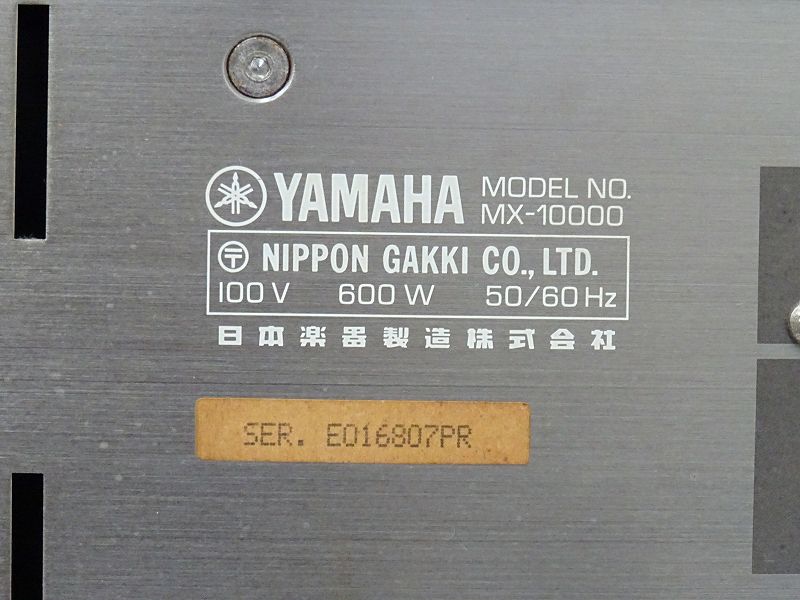 YAMAHA MODEL NO.
MX-10000
〒 NIPPON GAKKI CO., LTD.
100 V 600 W 50/60 Hz
日本楽器製造株式会社
SER. E016807PR